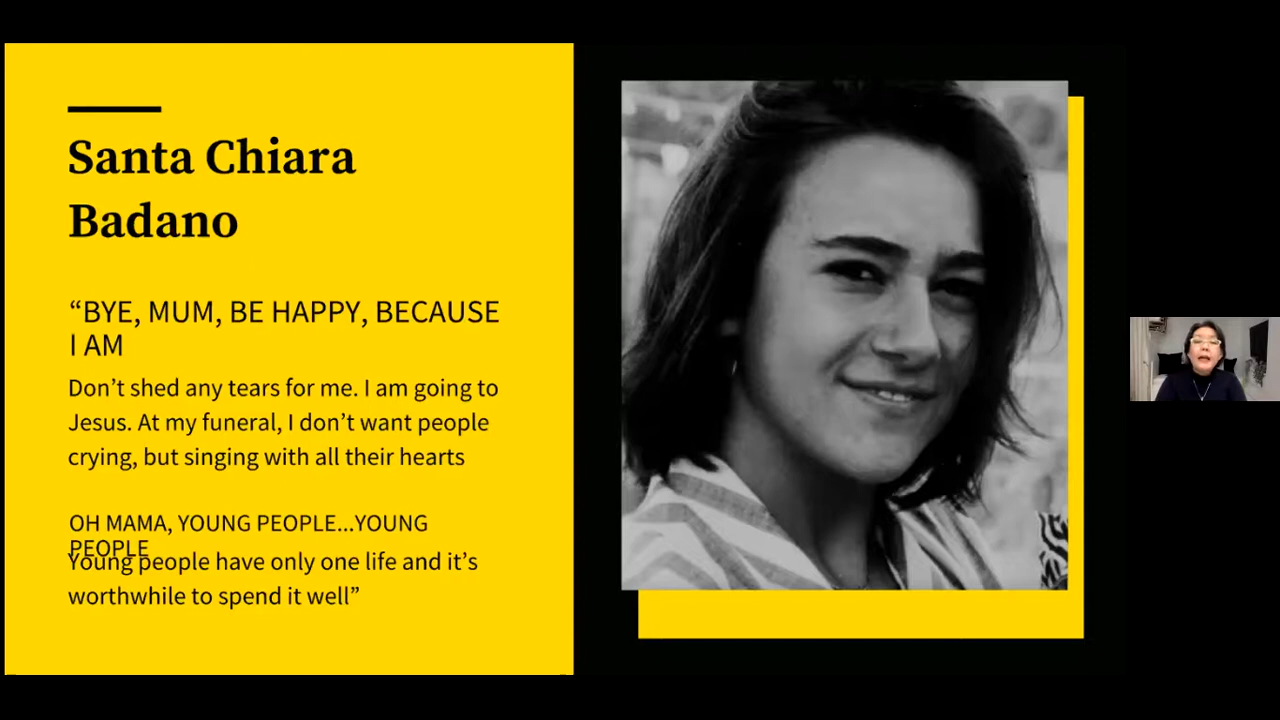 Santa Chiara
Badano
“BYE, MUM, BE HAPPY, BECAUSE
I AM
Don’t shed any tears for me. I am going to
Jesus. At my funeral, I don’t want people
crying, but singing with all their hearts
OH MAMA, YOUNG PEOPLE...YOUNG
PEOPLE
Young people have only one life and it’s
worthwhile to spend it well”